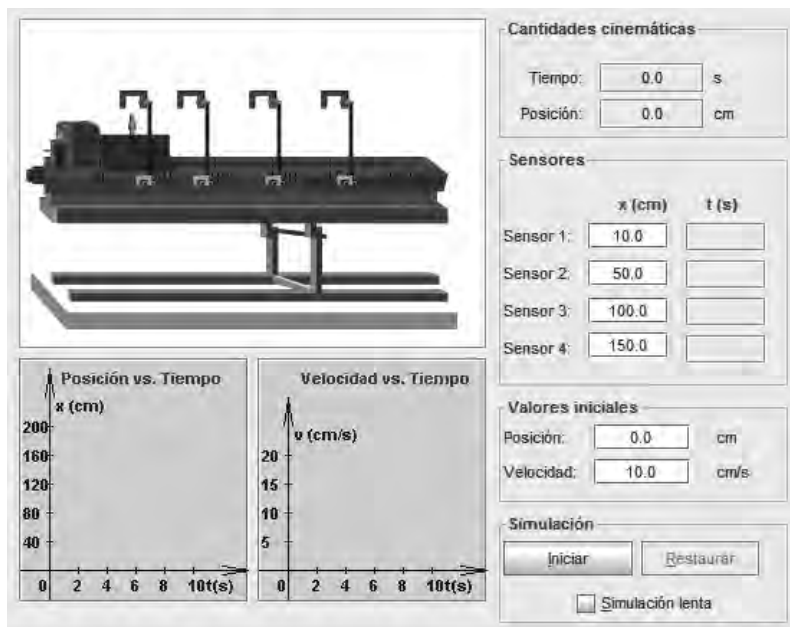 Cantidades cinemáticas
Tiempo: 0.0 s
Posición: 0.0 cm
Sensores
x (cm) t (s)
Sensor 1: 10.0
Sensor 2: 50.0
Sensor 3: 100.0
Sensor 4: 150.0
Posición vs. Tiempo
x (cm)
200
160
120
80
40
0 2 4 6 8 10 t(s)
Velocidad vs. Tiempo
v (cm/s)
20
15
10
5
0 2 4 6 8 10 t(s)
Valores iniciales
Posición: 0.0 cm
Velocidad: 10.0 cm/s
Simulación
Iniciar Restaurar
Simulación lenta